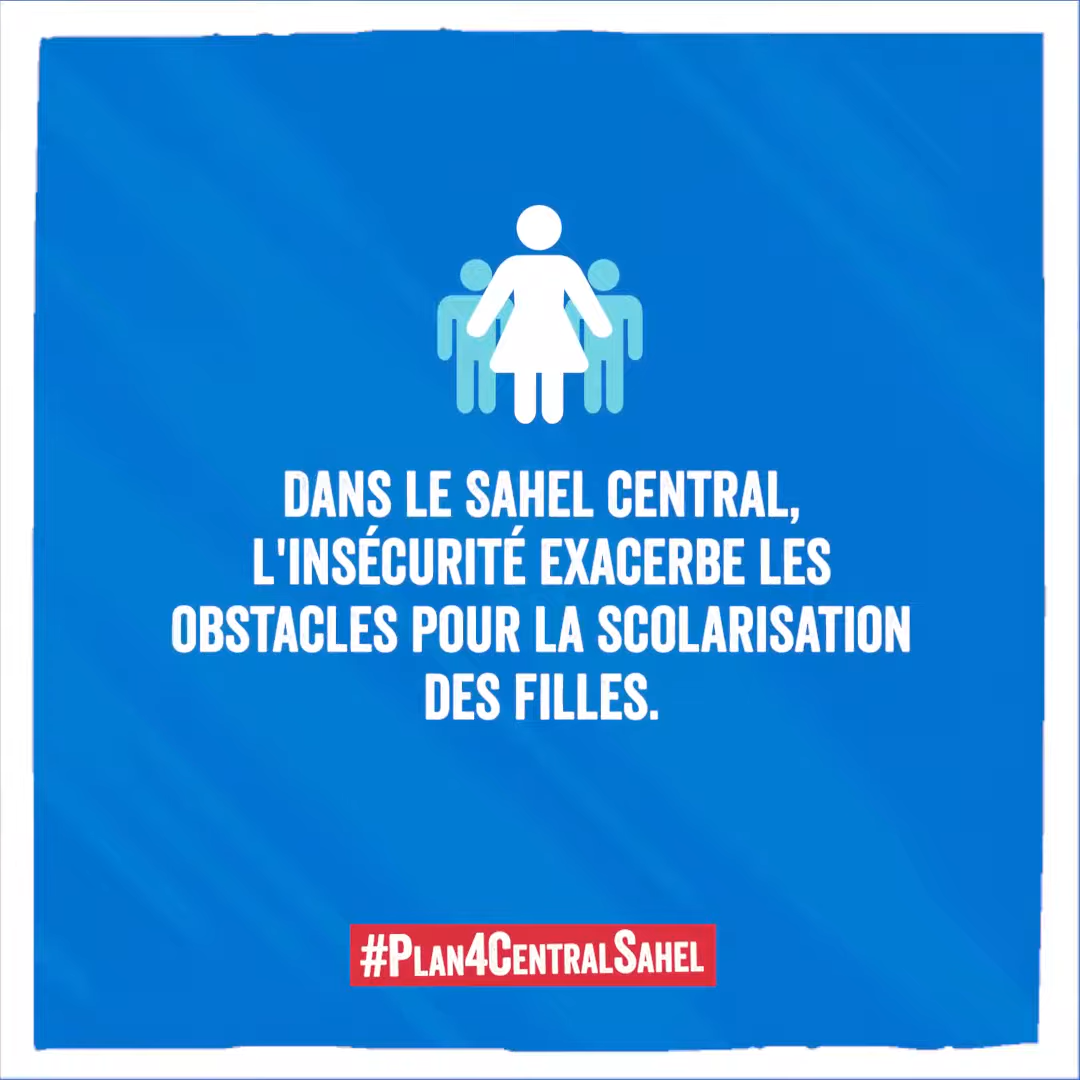 DANS LE SAHEL CENTRAL,
L'INSÉCURITÉ EXACERBE LES
OBSTACLES POUR LA SCOLARISATION
DES FILLES.
#PLAN4CENTRALSAHEL